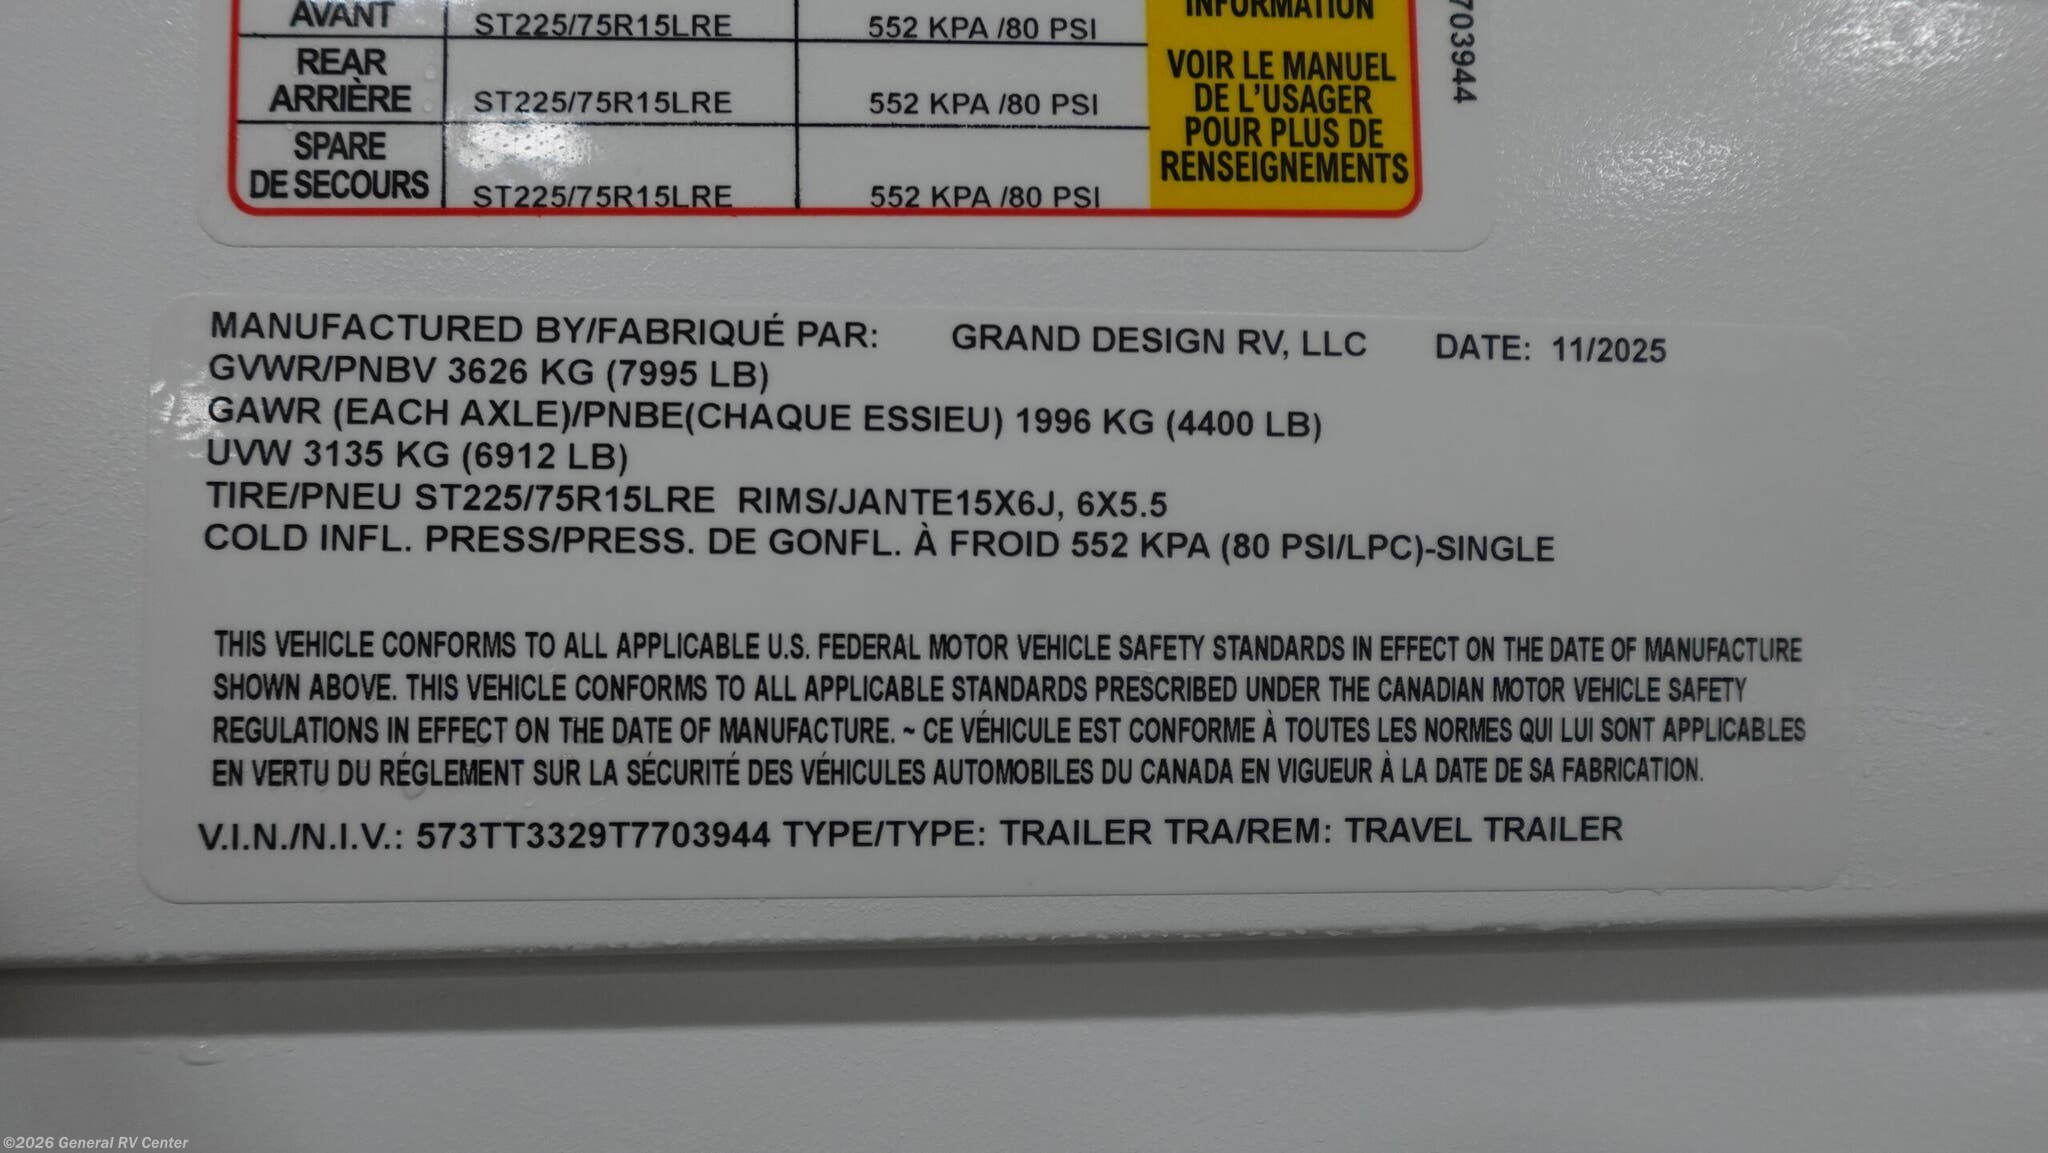 AVANT ST225/75R15LRE 552 KPA /80 PSI
INFORMATION
REAR
ARRIÈRE ST225/75R15LRE 552 KPA /80 PSI
SPARE
DE SECOURS ST225/75R15LRE 552 KPA /80 PSI
VOIR LE MANUEL
DE L'USAGER
POUR PLUS DE
RENSEIGNEMENTS
703944
MANUFACTURED BY/FABRIQUÉ PAR: GRAND DESIGN RV, LLC DATE: 11/2025
GVWR/PNBV 3626 KG (7995 LB)
GAWR (EACH AXLE)/PNBE(CHAQUE ESSIEU) 1996 KG (4400 LB)
UVW 3135 KG (6912 LB)
TIRE/PNEU ST225/75R15LRE RIMS/JANTE15X6J, 6X5.5
COLD INFL. PRESS/PRESS. DE GONFL. À FROID 552 KPA (80 PSI/LPC)-SINGLE
THIS VEHICLE CONFORMS TO ALL APPLICABLE U.S. FEDERAL MOTOR VEHICLE SAFETY STANDARDS IN EFFECT ON THE DATE OF MANUFACTURE
SHOWN ABOVE. THIS VEHICLE CONFORMS TO ALL APPLICABLE STANDARDS PRESCRIBED UNDER THE CANADIAN MOTOR VEHICLE SAFETY
REGULATIONS IN EFFECT ON THE DATE OF MANUFACTURE. ~ CE VÉHICULE EST CONFORME À TOUTES LES NORMES QUI LUI SONT APPLICABLES
EN VERTU DU RÉGLEMENT SUR LA SÉCURITÉ DES VÉHICULES AUTOMOBILES DU CANADA EN VIGUEUR À LA DATE DE SA FABRICATION.
V.I.N./N.I.V.: 573TT3329T7703944 TYPE/TYPE: TRAILER TRA/REM: TRAVEL TRAILER
©2026 General RV Center